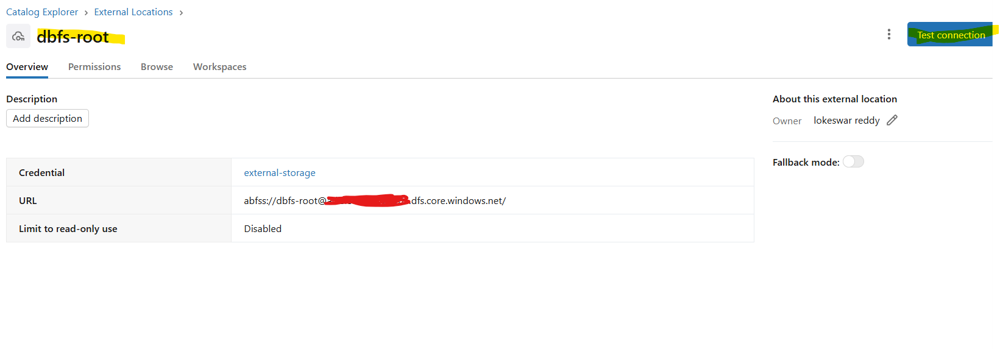 Catalog Explorer › External Locations ›
dbfs-root
Test connection
Overview Permissions Browse Workspaces
Description
Add description
About this external location
Owner lokeswar reddy
Fallback mode:
Credential external-storage
URL abfss://dbfs-root@ .dfs.core.windows.net/
Limit to read-only use Disabled